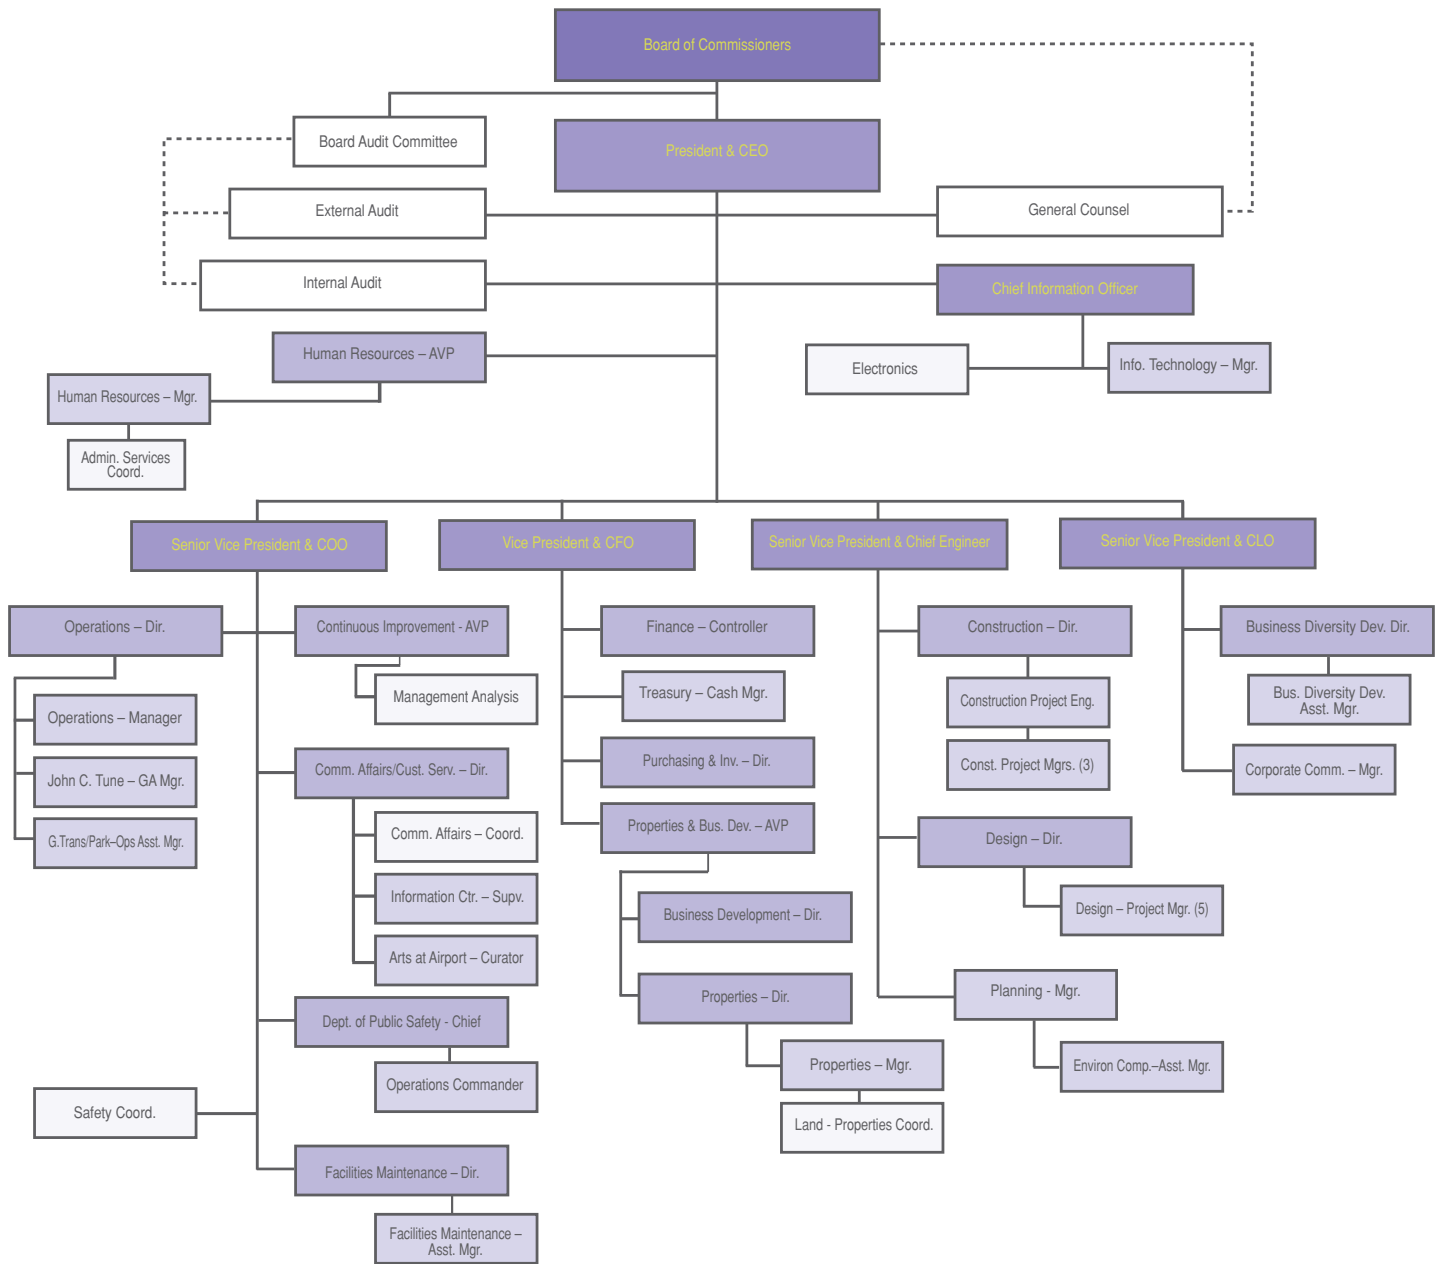 Board of Commissioners
Board Audit Committee
President & CEO
External Audit
General Counsel
Internal Audit
Chief Information Officer
Human Resources – AVP
Electronics
Info. Technology – Mgr.
Human Resources – Mgr.
Admin. Services
Coord.
Senior Vice President & COO
Vice President & CFO
Senior Vice President & Chief Engineer
Senior Vice President & CLO
Operations – Dir.
Operations – Manager
John C. Tune – GA Mgr.
G.Trans/Park–Ops Asst. Mgr.
Safety Coord.
Continuous Improvement - AVP
Management Analysis
Comm. Affairs/Cust. Serv. – Dir.
Comm. Affairs – Coord.
Information Ctr. – Supv.
Arts at Airport – Curator
Dept. of Public Safety - Chief
Operations Commander
Facilities Maintenance – Dir.
Facilities Maintenance –
Asst. Mgr.
Finance – Controller
Treasury – Cash Mgr.
Purchasing & Inv. – Dir.
Properties & Bus. Dev. – AVP
Business Development – Dir.
Properties – Dir.
Properties – Mgr.
Land - Properties Coord.
Construction – Dir.
Construction Project Eng.
Const. Project Mgrs. (3)
Design – Dir.
Design – Project Mgr. (5)
Planning - Mgr.
Environ Comp.–Asst. Mgr.
Business Diversity Dev. Dir.
Bus. Diversity Dev.
Asst. Mgr.
Corporate Comm. – Mgr.